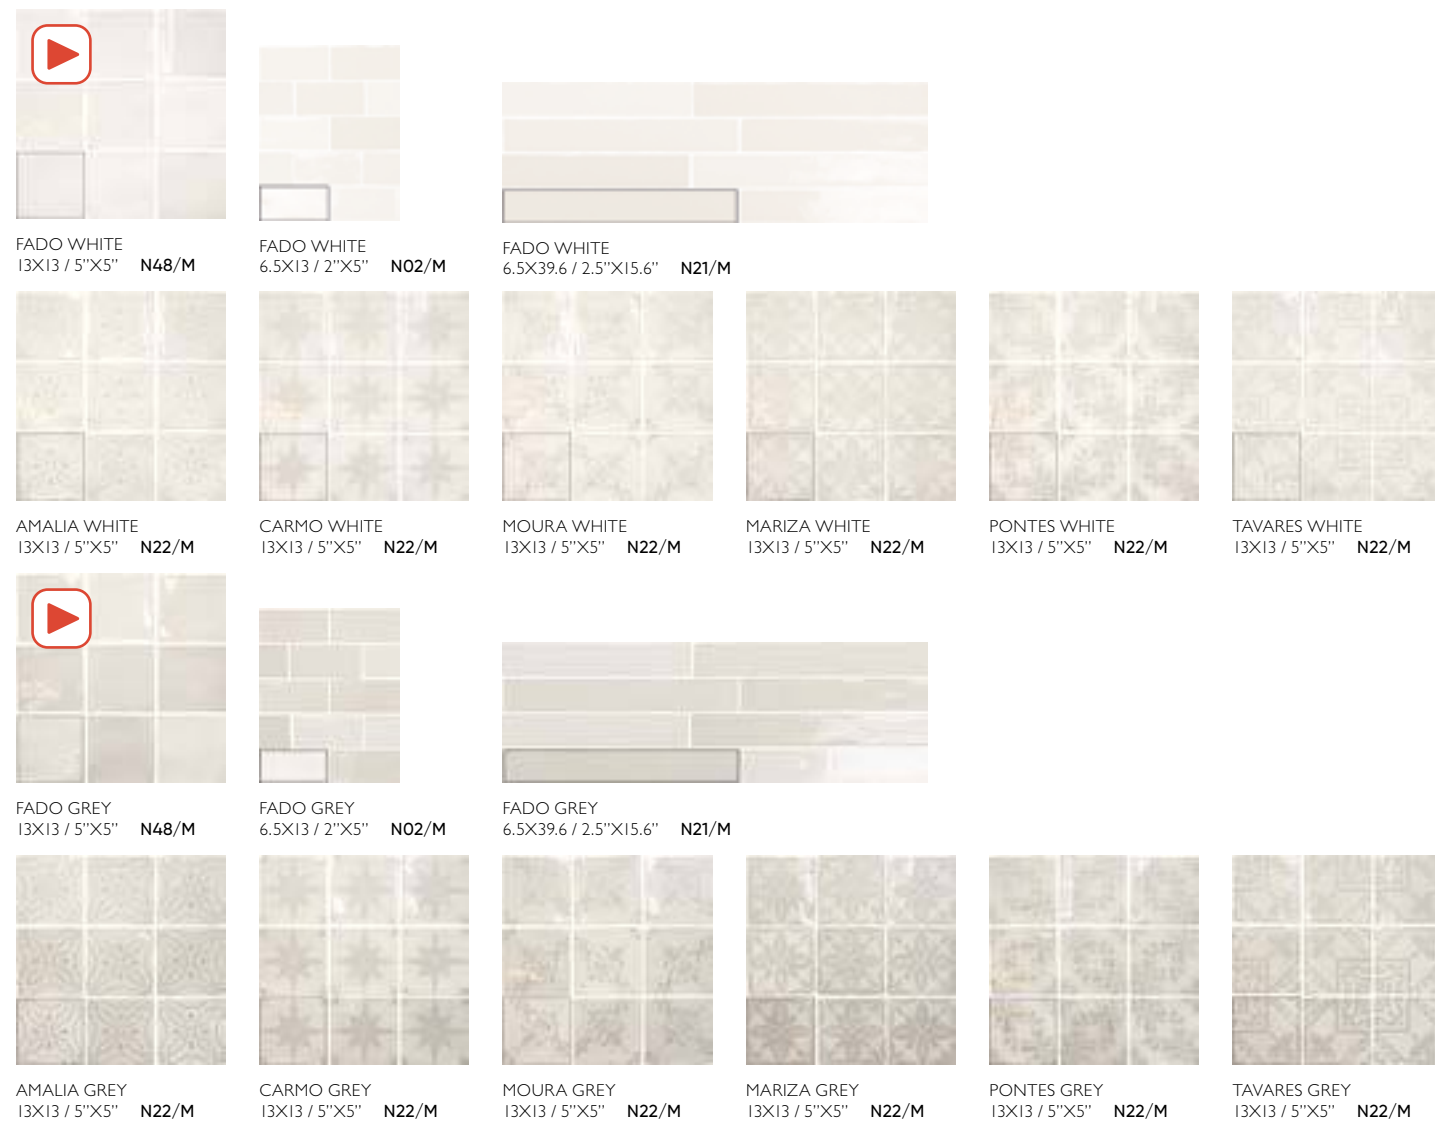 FADO WHITE
13X13 / 5”X5” N48/M
FADO WHITE
6.5X13 / 2”X5” N02/M
FADO WHITE
6.5X39.6 / 2.5”X15.6” N21/M
AMALIA WHITE
13X13 / 5”X5” N22/M
CARMO WHITE
13X13 / 5”X5” N22/M
MOURA WHITE
13X13 / 5”X5” N22/M
MARIZA WHITE
13X13 / 5”X5” N22/M
PONTES WHITE
13X13 / 5”X5” N22/M
TAVARES WHITE
13X13 / 5”X5” N22/M
FADO GREY
13X13 / 5”X5” N48/M
FADO GREY
6.5X13 / 2”X5” N02/M
FADO GREY
6.5X39.6 / 2.5”X15.6” N21/M
AMALIA GREY
13X13 / 5”X5” N22/M
CARMO GREY
13X13 / 5”X5” N22/M
MOURA GREY
13X13 / 5”X5” N22/M
MARIZA GREY
13X13 / 5”X5” N22/M
PONTES GREY
13X13 / 5”X5” N22/M
TAVARES GREY
13X13 / 5”X5” N22/M